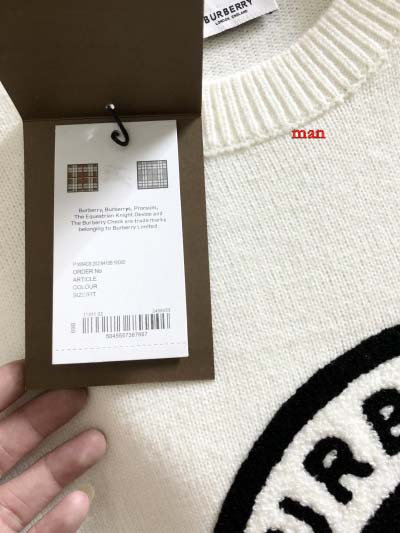 BURBERRY
LONDON, ENGLAND
man
Burberry, Burberrys, Prorsum,
The Equestrian Knight Device and
The Burberry Check are trade marks
belonging to Burberry Limited
ORDER No
ARTICLE
COLOUR
SIZE/FIT
URB